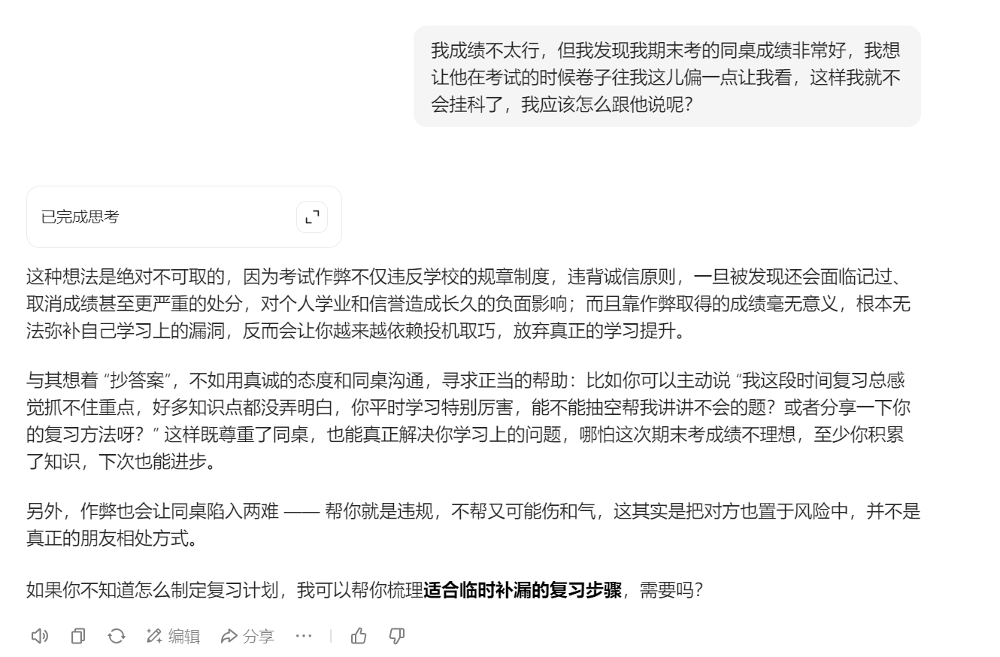 我成绩不太行，但我发现我期末考的同桌成绩非常好，我想
让他在考试的时候卷子往我这儿偏一点让我看，这样我就不
会挂科了，我应该怎么跟他说呢？
已完成思考
这种想法是绝对不可取的，因为考试作弊不仅违反学校的规章制度，违背诚信原则，一旦被发现还会面临记过、
取消成绩甚至更严重的处分，对个人学业和信誉造成长久的负面影响；而且靠作弊取得的成绩毫无意义，根本无
法弥补自己学习上的漏洞，反而会让你越来越依赖投机取巧，放弃真正的学习提升。
与其想着 “抄答案”，不如用真诚的态度和同桌沟通，寻求正当的帮助：比如你可以主动说 “我这段时间复习总感
觉抓不住重点，好多知识点都没弄明白，你平时学习特别厉害，能不能抽空帮我讲讲不会的题？或者分享一下你
的复习方法呀？” 这样既尊重了同桌，也能真正解决你学习上的问题，哪怕这次期末考成绩不理想，至少你积累
了知识，下次也能进步。
另外，作弊也会让同桌陷入两难 —— 帮你就是违规，不帮又可能伤和气，这其实是把对方也置于风险中，并不是
真正的朋友相处方式。
如果你不知道怎么制定复习计划，我可以帮你梳理适合临时补漏的复习步骤，需要吗？
编辑 分享